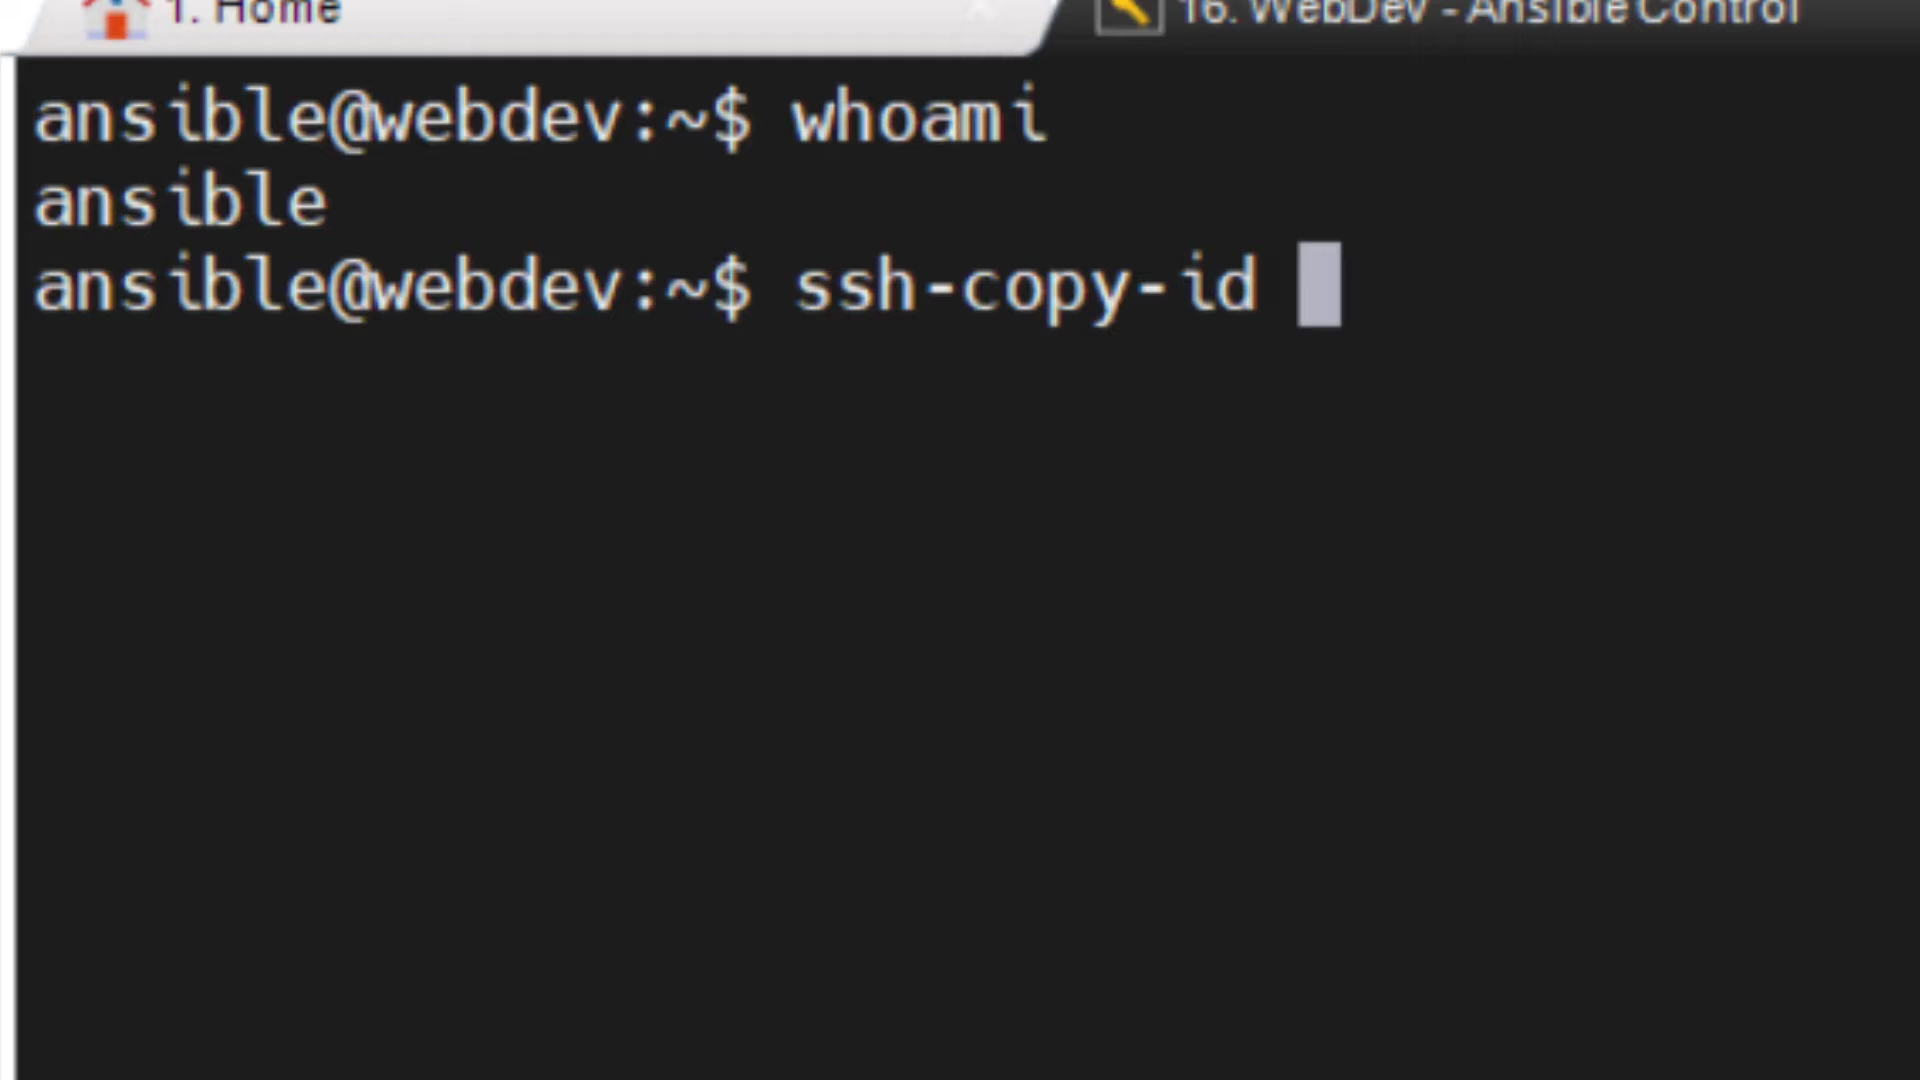 1. Home
16. WebDev - Ansible Control
ansible@webdev:~$ whoami
ansible
ansible@webdev:~$ ssh-copy-id